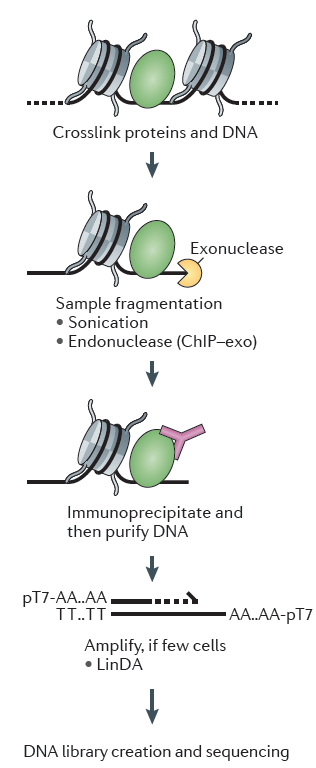 Crosslink proteins and DNA
Exonuclease
Sample fragmentation
• Sonication
• Endonuclease (ChIP–exo)
Immunoprecipitate and
then purify DNA
pT7-AA..AA
TT..TT
AA..AA-pT7
Amplify, if few cells
• LinDA
DNA library creation and sequencing